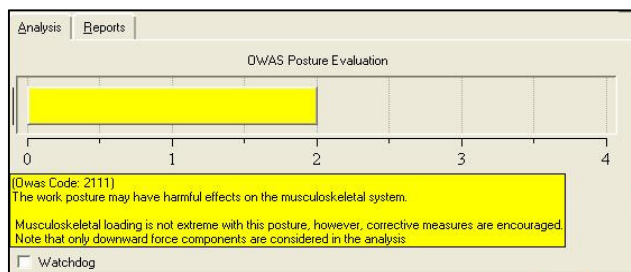 Analysis Reports
OWAS Posture Evaluation
0 1 2 3 4
(Owas Code: 2111)
The work posture may have harmful effects on the musculoskeletal system.
Musculoskeletal loading is not extreme with this posture, however, corrective measures are encouraged.
Note that only downward force components are considered in the analysis
Watchdog